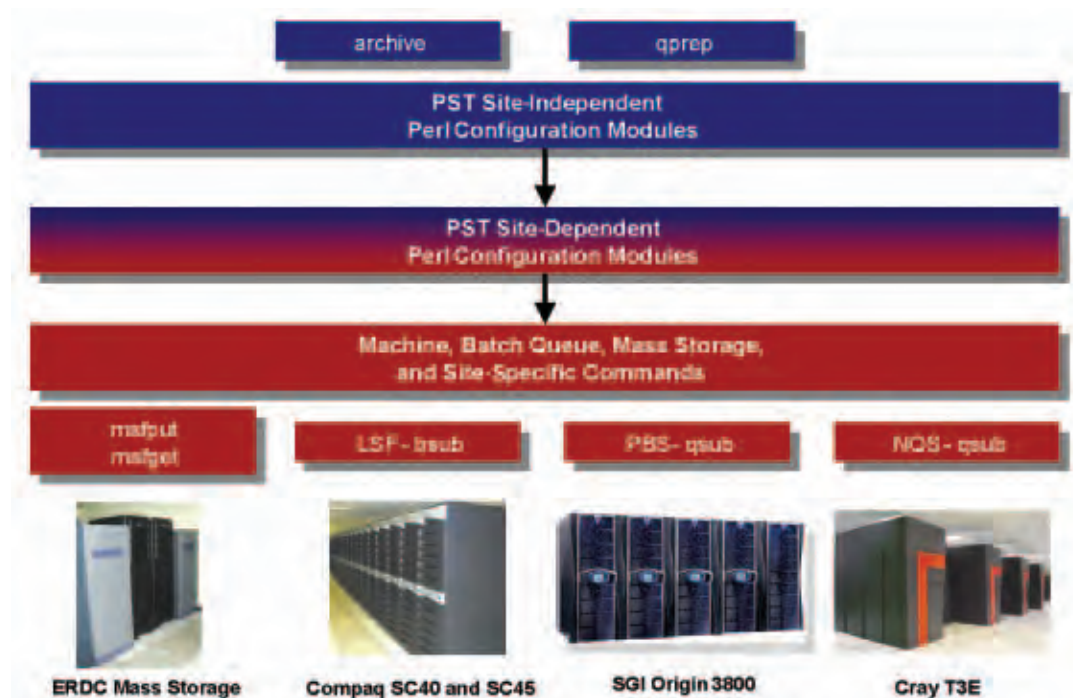 archive
qprep
PST Site-Independent
Perl Configuration Modules
PST Site-Dependent
Perl Configuration Modules
Machine, Batch Queue, Mass Storage,
and Site-Specific Commands
msfput
msfget
LSF- bsub
PBS- qsub
NQS- qsub
ERDC Mass Storage
Compaq SC40 and SC45
SGI Origin 3800
Cray T3E